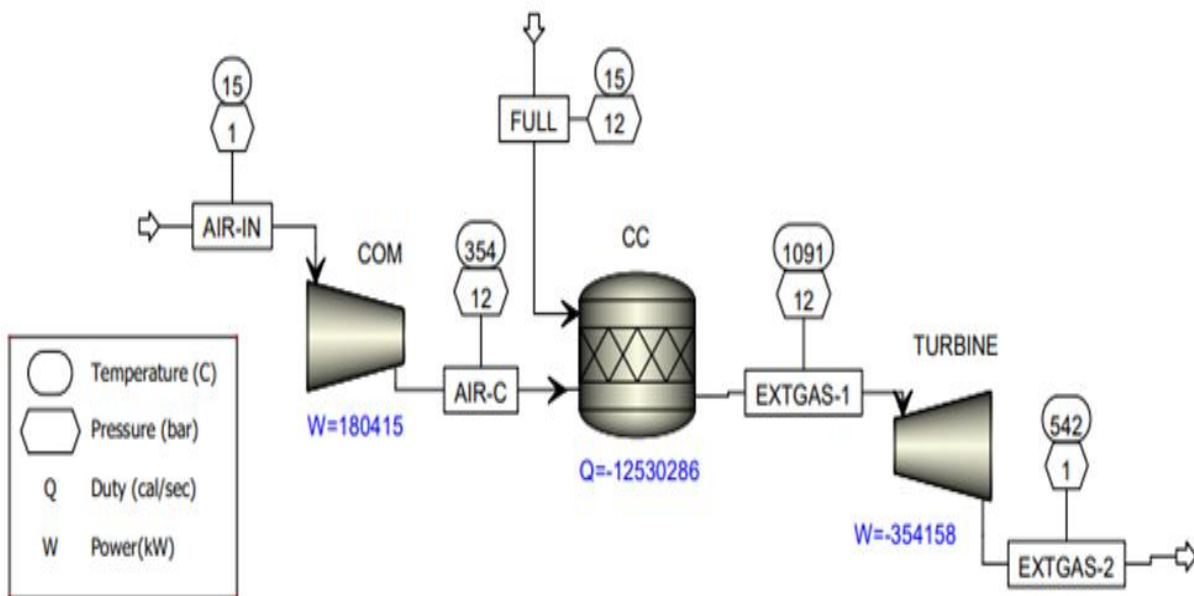 15
1
AIR-IN
FULL
15
12
COM
W=180415
354
12
AIR-C
CC
Q=-12530286
1091
12
EXTGAS-1
TURBINE
W=-354158
542
1
EXTGAS-2
Temperature (C)
Pressure (bar)
Q Duty (cal/sec)
W Power(kW)